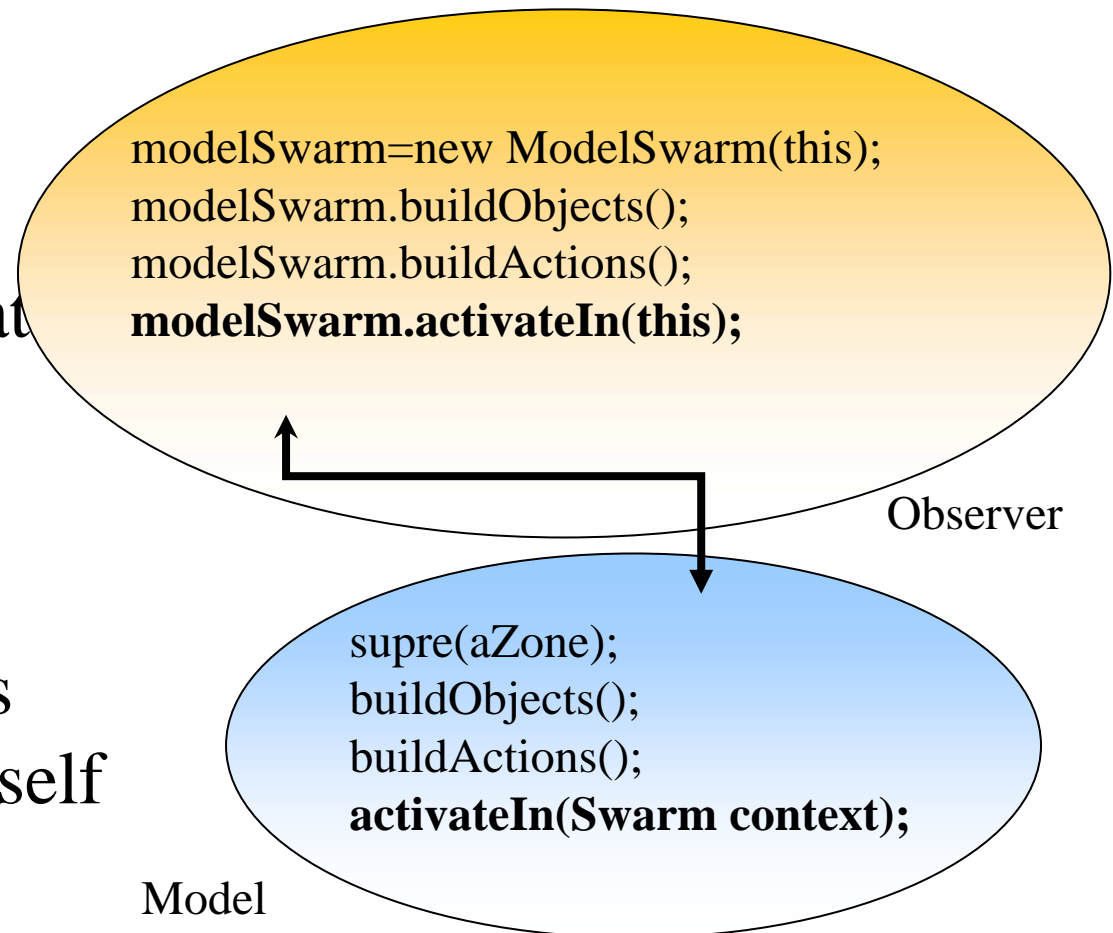 modelSwarm=new ModelSwarm(this);
modelSwarm.buildObjects();
modelSwarm.buildActions();
modelSwarm.activateIn(this);
Observer
supre(aZone);
buildObjects();
buildActions();
self
activateIn(Swarm context);
Model